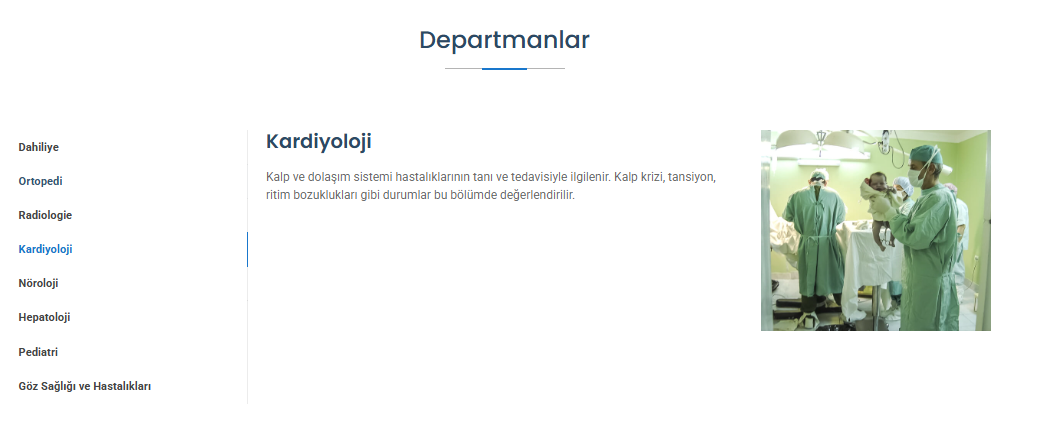 Departmanlar
Dahiliye
Ortopedi
Radiologie
Kardiyoloji
Nöroloji
Hepatoloji
Pediatri
Göz Sağlığı ve Hastalıkları
Kardiyoloji
Kalp ve dolaşım sistemi hastalıklarının tanı ve tedavisiyle ilgilenir. Kalp krizi, tansiyon,
ritim bozuklukları gibi durumlar bu bölümde değerlendirilir.